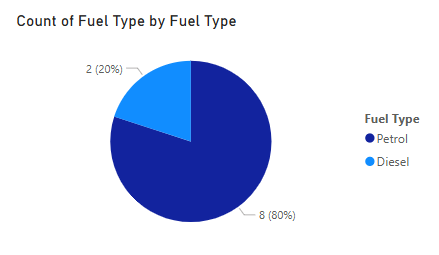 Count of Fuel Type by Fuel Type
2 (20%)
Fuel Type
Petrol
Diesel
8 (80%)